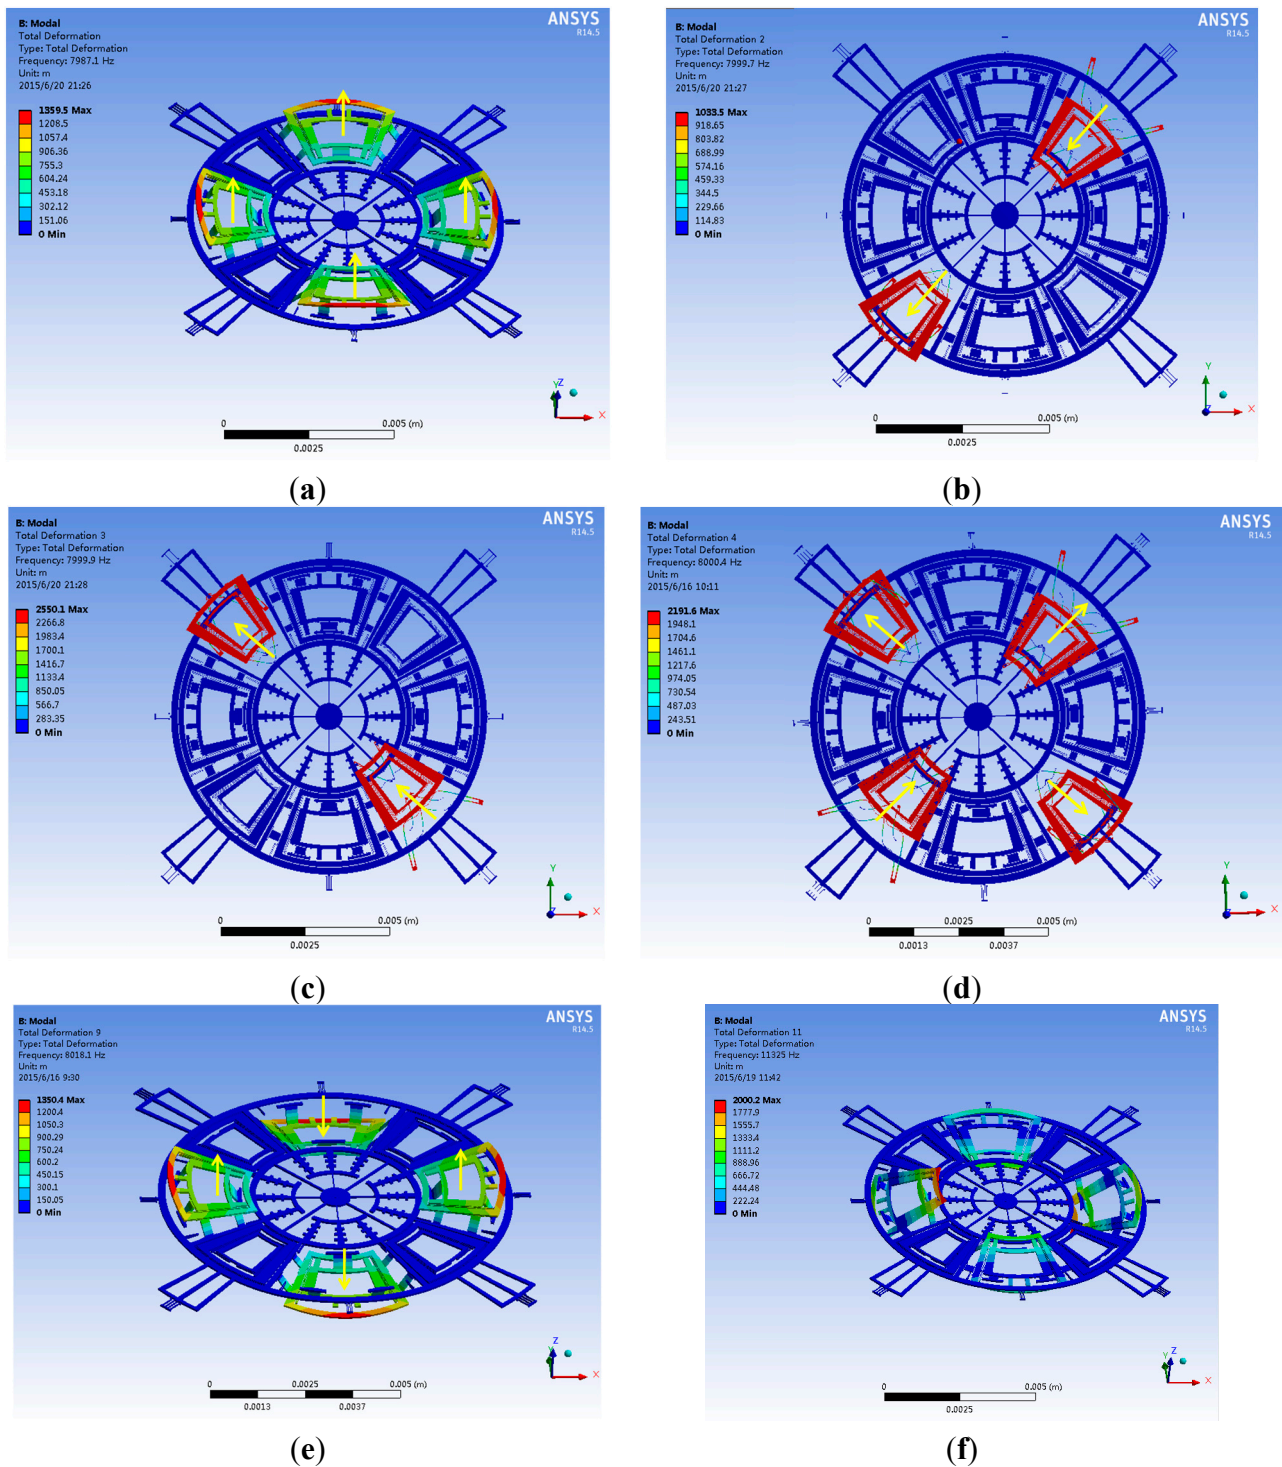 B: Modal
Total Deformation
Type: Total Deformation
Frequency: 7987.1 Hz
Unit: m
2015/6/20 21:26
ANSYS
R14.5
1359.5 Max
1208.5
1057.4
906.36
755.3
604.24
453.18
302.12
151.06
0 Min
Y
Z
X
0
0.005 (m)
0.0025
(a)
B: Modal
Total Deformation 2
Type: Total Deformation
Frequency: 7999.7 Hz
Unit: m
2015/6/20 21:27
ANSYS
R14.5
1033.5 Max
918.65
803.82
688.99
574.16
459.33
344.5
229.66
114.83
0 Min
Y
Z
X
0
0.005 (m)
0.0025
(b)
B: Modal
Total Deformation 3
Type: Total Deformation
Frequency: 7999.9 Hz
Unit: m
2015/6/20 21:28
ANSYS
R14.5
2550.1 Max
2266.8
1983.4
1700.1
1416.7
1133.4
850.05
566.7
283.35
0 Min
Y
Z
X
0
0.005 (m)
0.0025
(c)
B: Modal
Total Deformation 4
Type: Total Deformation
Frequency: 8000.4 Hz
Unit: m
2015/6/16 10:11
ANSYS
R14.5
2191.6 Max
1948.1
1704.6
1461.1
1217.6
974.05
730.54
487.03
243.51
0 Min
Y
Z
X
0
0.0025
0.005 (m)
0.0013
0.0037
(d)
B: Modal
Total Deformation 9
Type: Total Deformation
Frequency: 8018.1 Hz
Unit: m
2015/6/16 9:30
ANSYS
R14.5
1350.4 Max
1200.4
1050.3
900.29
750.24
600.2
450.15
300.1
150.05
0 Min
Z
X
0
0.0025
0.005 (m)
0.0013
0.0037
(e)
B: Modal
Total Deformation 11
Type: Total Deformation
Frequency: 11325 Hz
Unit: m
2015/6/19 11:42
ANSYS
R14.5
2000.2 Max
1777.9
1555.7
1333.4
1111.2
888.96
666.72
444.48
222.24
0 Min
Y
Z
X
0
0.005 (m)
0.0025
(f)